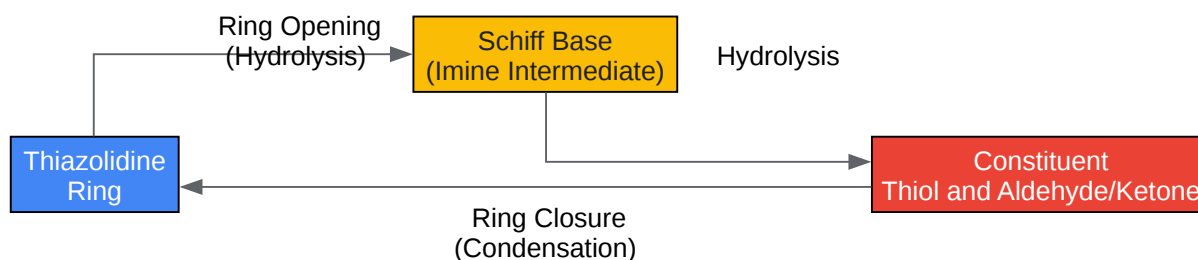 Ring Opening
(Hydrolysis)
Schiff Base
(Imine Intermediate)
Hydrolysis
Thiazolidine
Ring
Constituent
Thiol and Aldehyde/Ketone
Ring Closure
(Condensation)